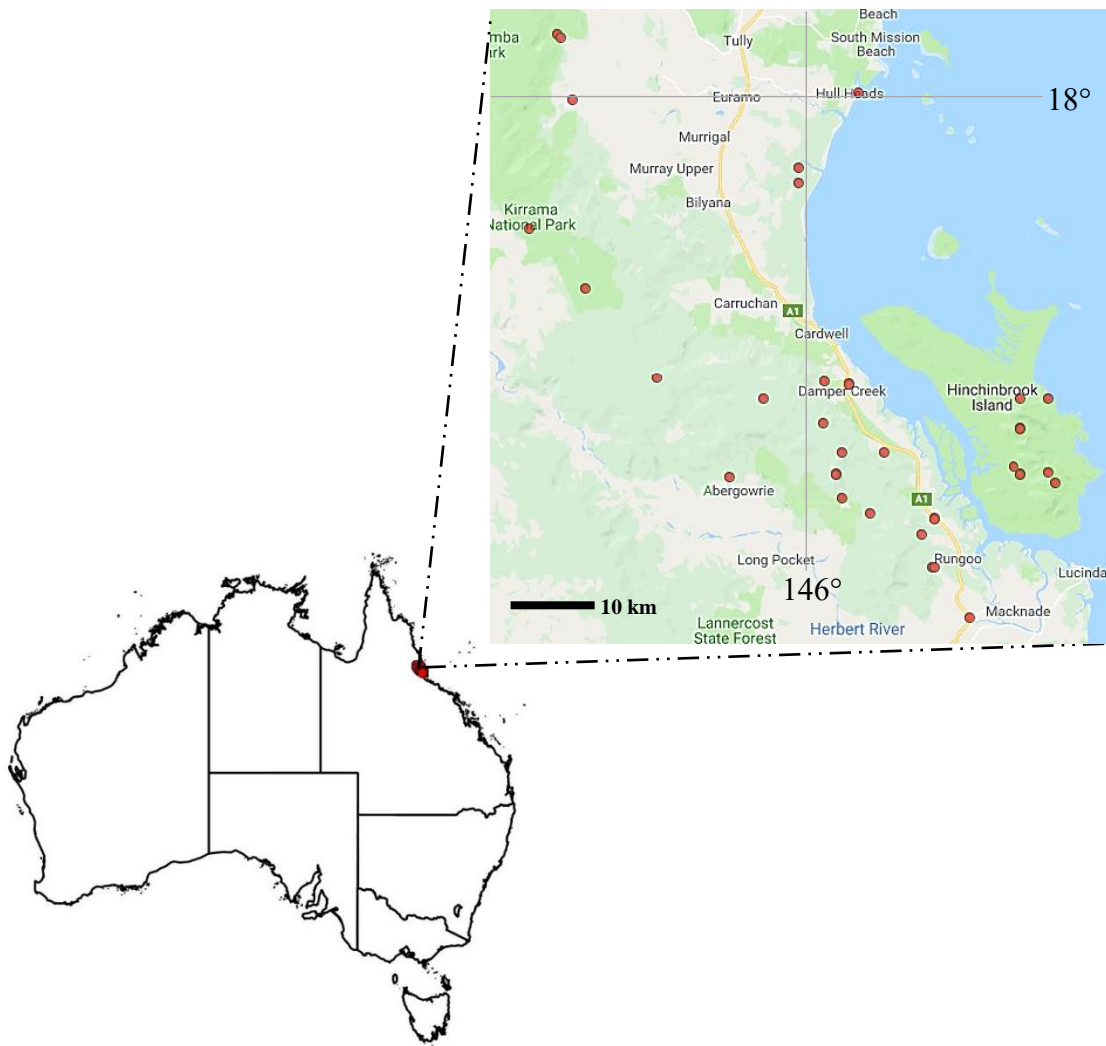 Beach
Tully
South Mission
Beach
amba
ark
Euramo
Hull Heads
18°
Murrigal
Murray Upper
Bilyana
Kirrama
National Park
Carruchan
A1
Cardwell
Damper Creek
Hinchinbrook
Island
Abergowrie
A1
Long Pocket
Rungoo
Lucinda
146°
10 km
Macknade
Lannercost
State Forest
Herbert River